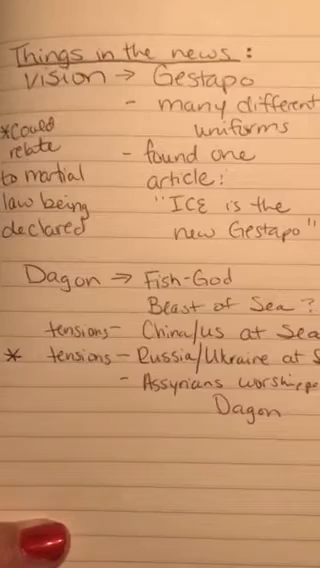 Things in the news:
Vision → Gestapo
- many different
uniforms
*Could
relate
to martial
law being
declared
- found one
article:
"ICE is the
new Gestapo"
Dagon → Fish-God
Beast of Sea?
tensions - China/us at Sea
* tensions - Russia/Ukraine at S
- Assyrians worshippe
Dagon